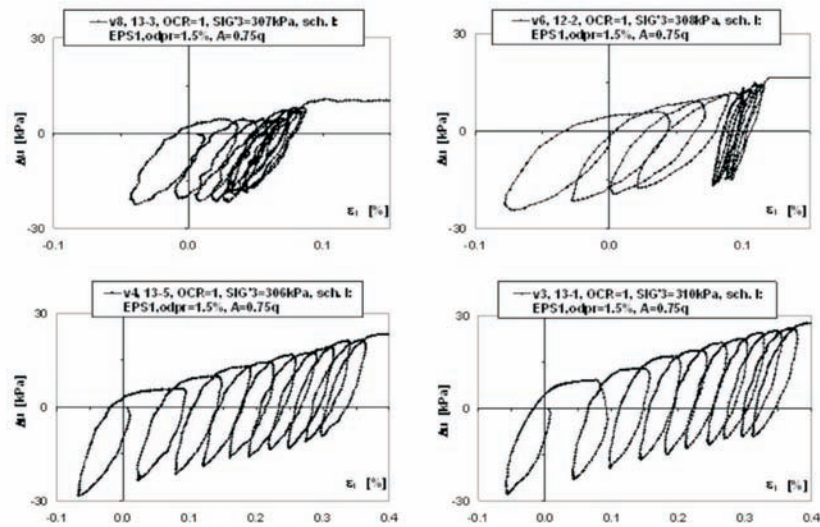 v8, 13-3, OCR=1, SIG'3=307kPa, sch. I:
EPS1,odpr=1.5%, A=0.75q
30
0
-30
Δu [kPa]
ε₁ [%]
-0.1
0.0
0.1
v6, 12-2, OCR=1, SIG'3=308kPa, sch. I:
EPS1,odpr=1.5%, A=0.75q
30
0
-30
Δu [kPa]
ε₁ [%]
-0.1
0.0
0.1
v4, 13-5, OCR=1, SIG'3=306kPa, sch. I:
EPS1,odpr=1.5%, A=0.75q
30
0
-30
Δu [kPa]
ε₁ [%]
-0.1
0.0
0.1
0.2
0.3
0.4
v3, 13-1, OCR=1, SIG'3=310kPa, sch. I:
EPS1,odpr=1.5%, A=0.75q
30
0
-30
Δu [kPa]
ε₁ [%]
-0.1
0.0
0.1
0.2
0.3
0.4